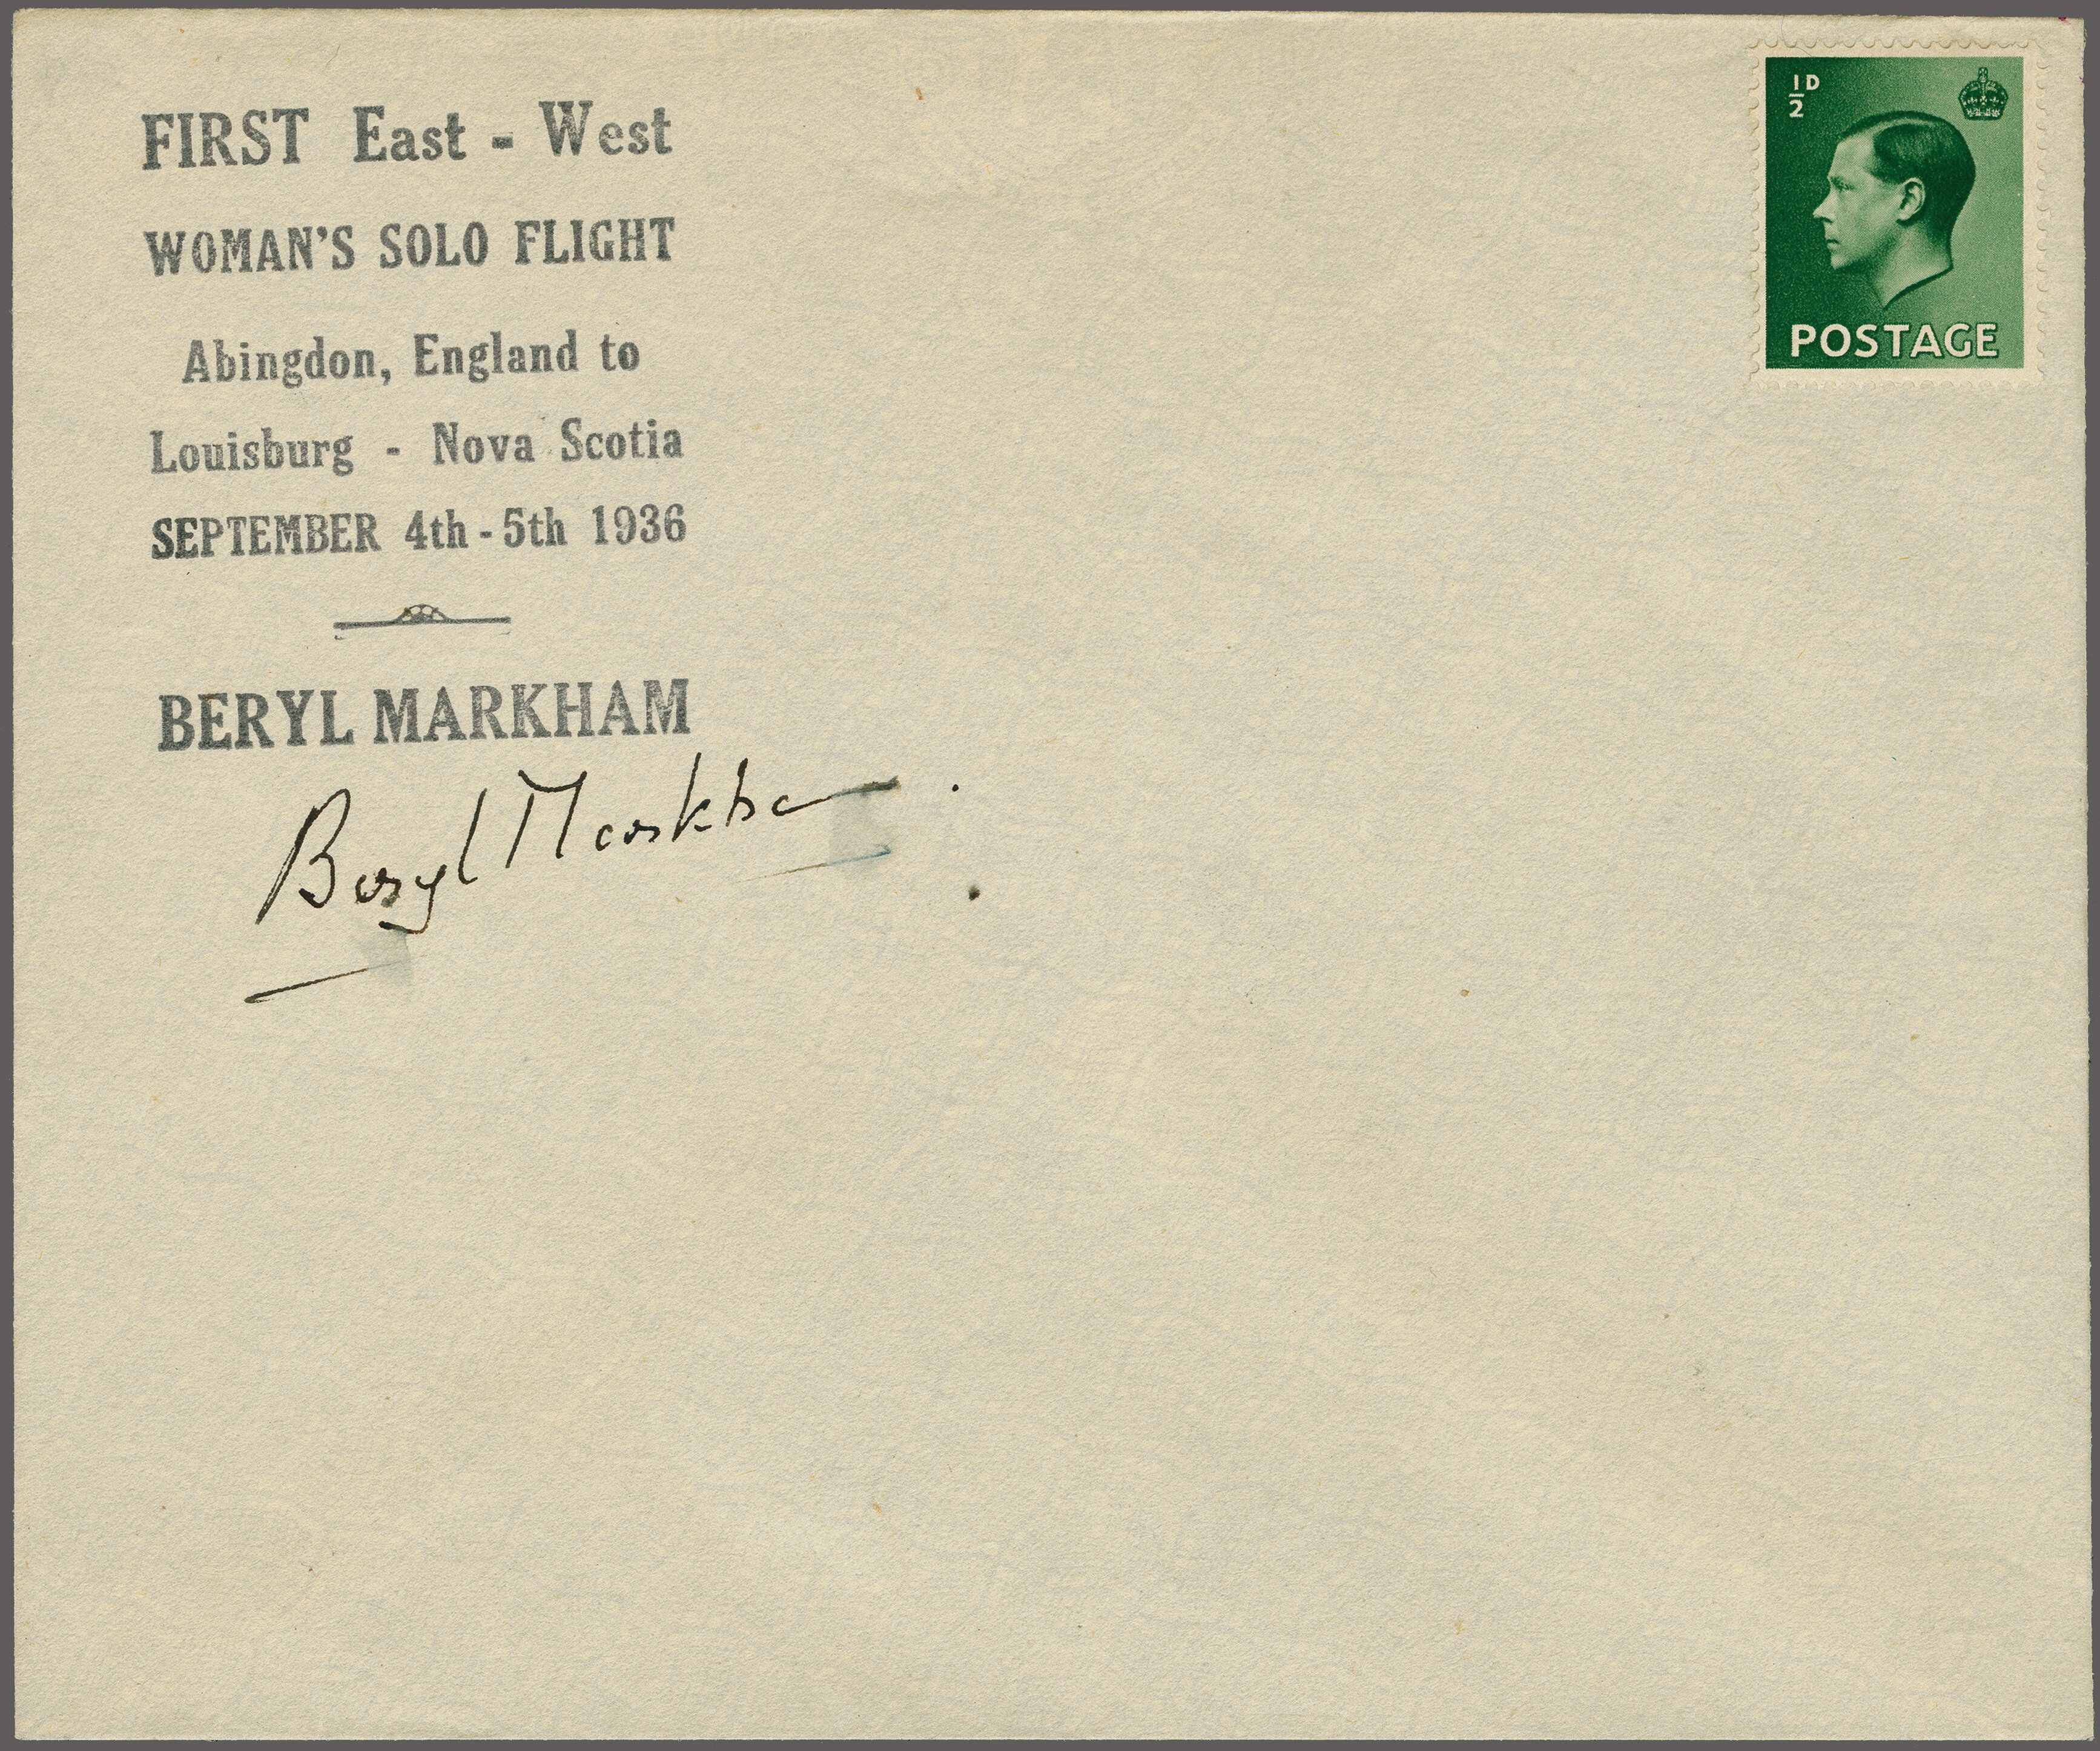 FIRST East - West
WOMAN'S SOLO FLIGHT
Abingdon, England to
Louisburg - Nova Scotia
SEPTEMBER 4th - 5th 1936
BERYL MARKHAM
Beryl Markham
½D
POSTAGE